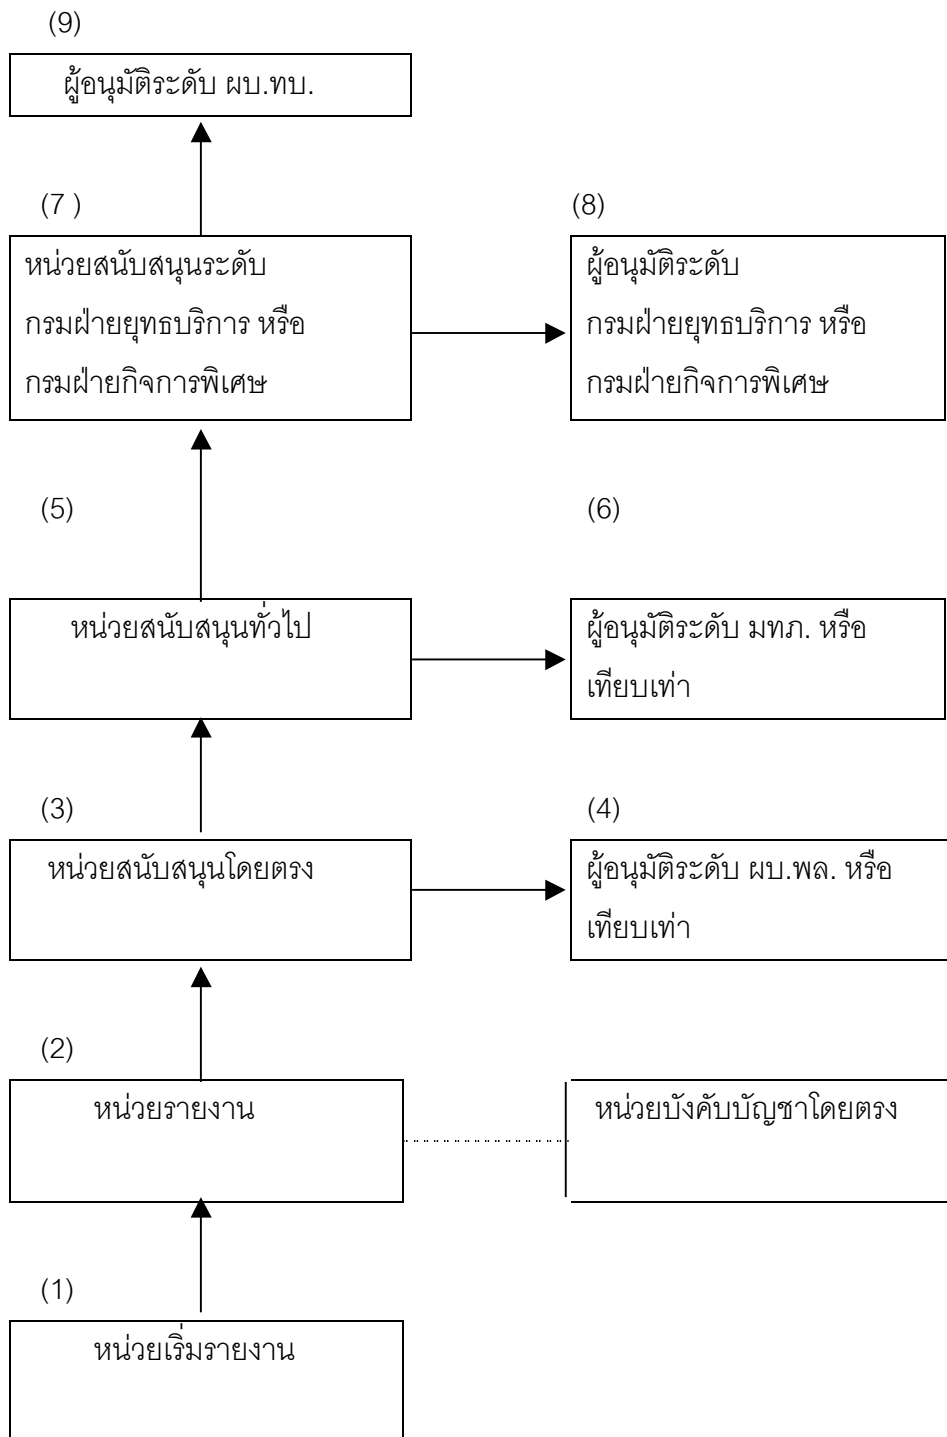 (9)
ผู้อนุมัติระดับ ผบ.ทบ.
(7 )
(8)
หน่วยสนับสนุนระดับ
กรมฝ่ายยุทธบริการ หรือ
กรมฝ่ายกิจการพิเศษ
ผู้อนุมัติระดับ
กรมฝ่ายยุทธบริการ หรือ
กรมฝ่ายกิจการพิเศษ
(5)
(6)
หน่วยสนับสนุนทั่วไป
ผู้อนุมัติระดับ มทภ. หรือ
เทียบเท่า
(3)
(4)
หน่วยสนับสนุนโดยตรง
ผู้อนุมัติระดับ ผบ.พล. หรือ
เทียบเท่า
(2)
หน่วยรายงาน
หน่วยบังคับบัญชาโดยตรง
(1)
หน่วยเริ่มรายงาน